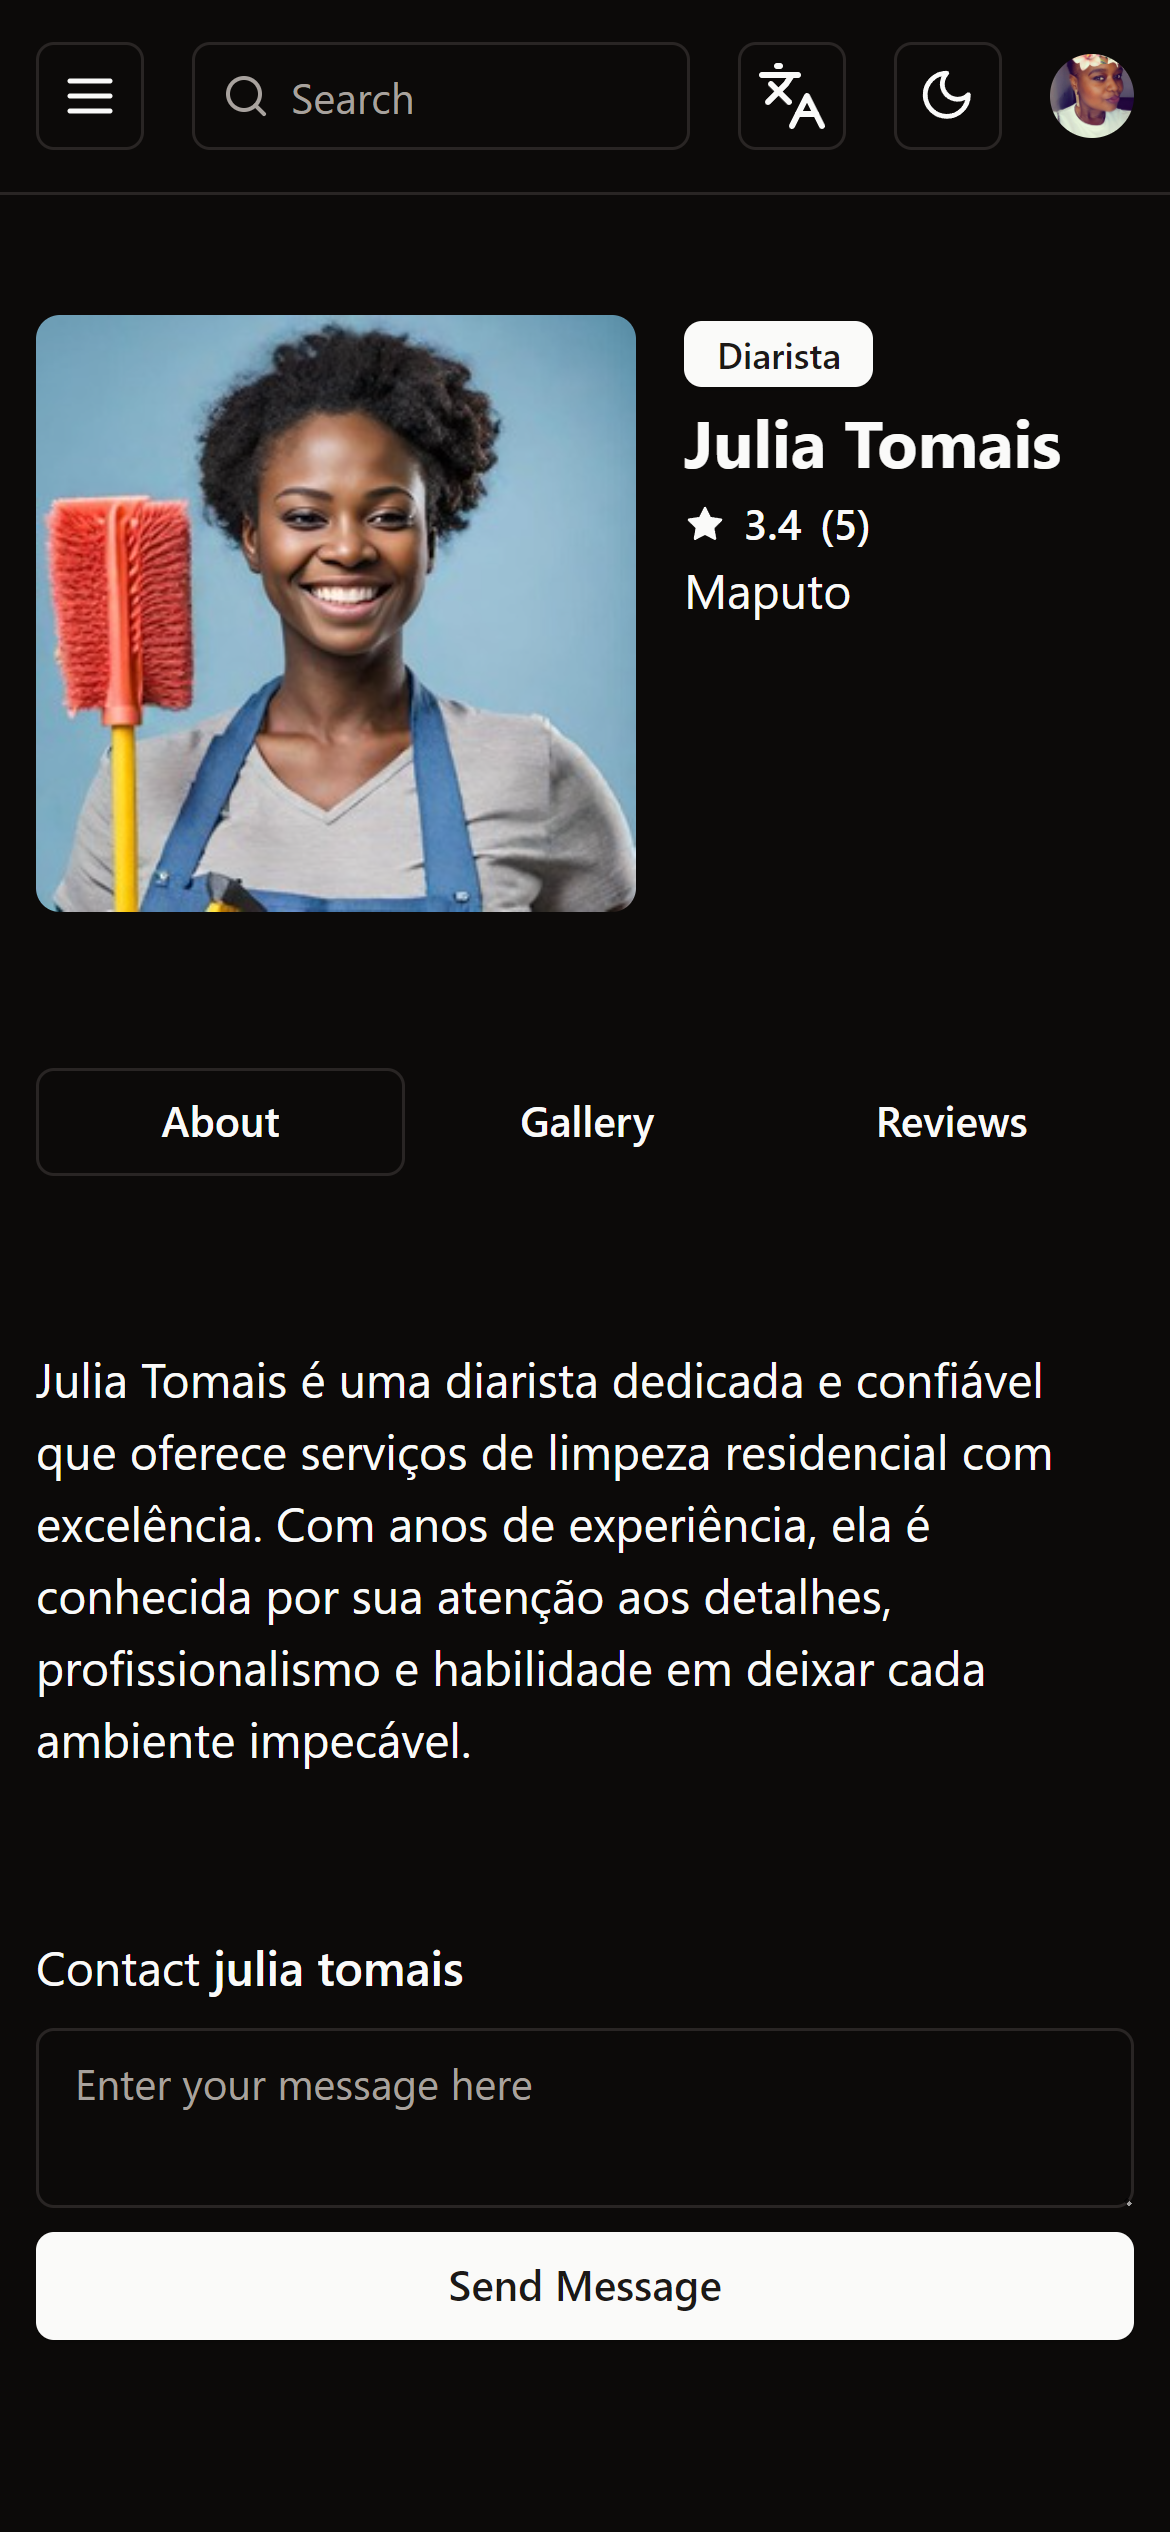 Search
Diarista
Julia Tomais
3.4 (5)
Maputo
About
Gallery
Reviews
Julia Tomais é uma diarista dedicada e confiável
que oferece serviços de limpeza residencial com
excelência. Com anos de experiência, ela é
conhecida por sua atenção aos detalhes,
profissionalismo e habilidade em deixar cada
ambiente impecável.
Contact julia tomais
Enter your message here
Send Message